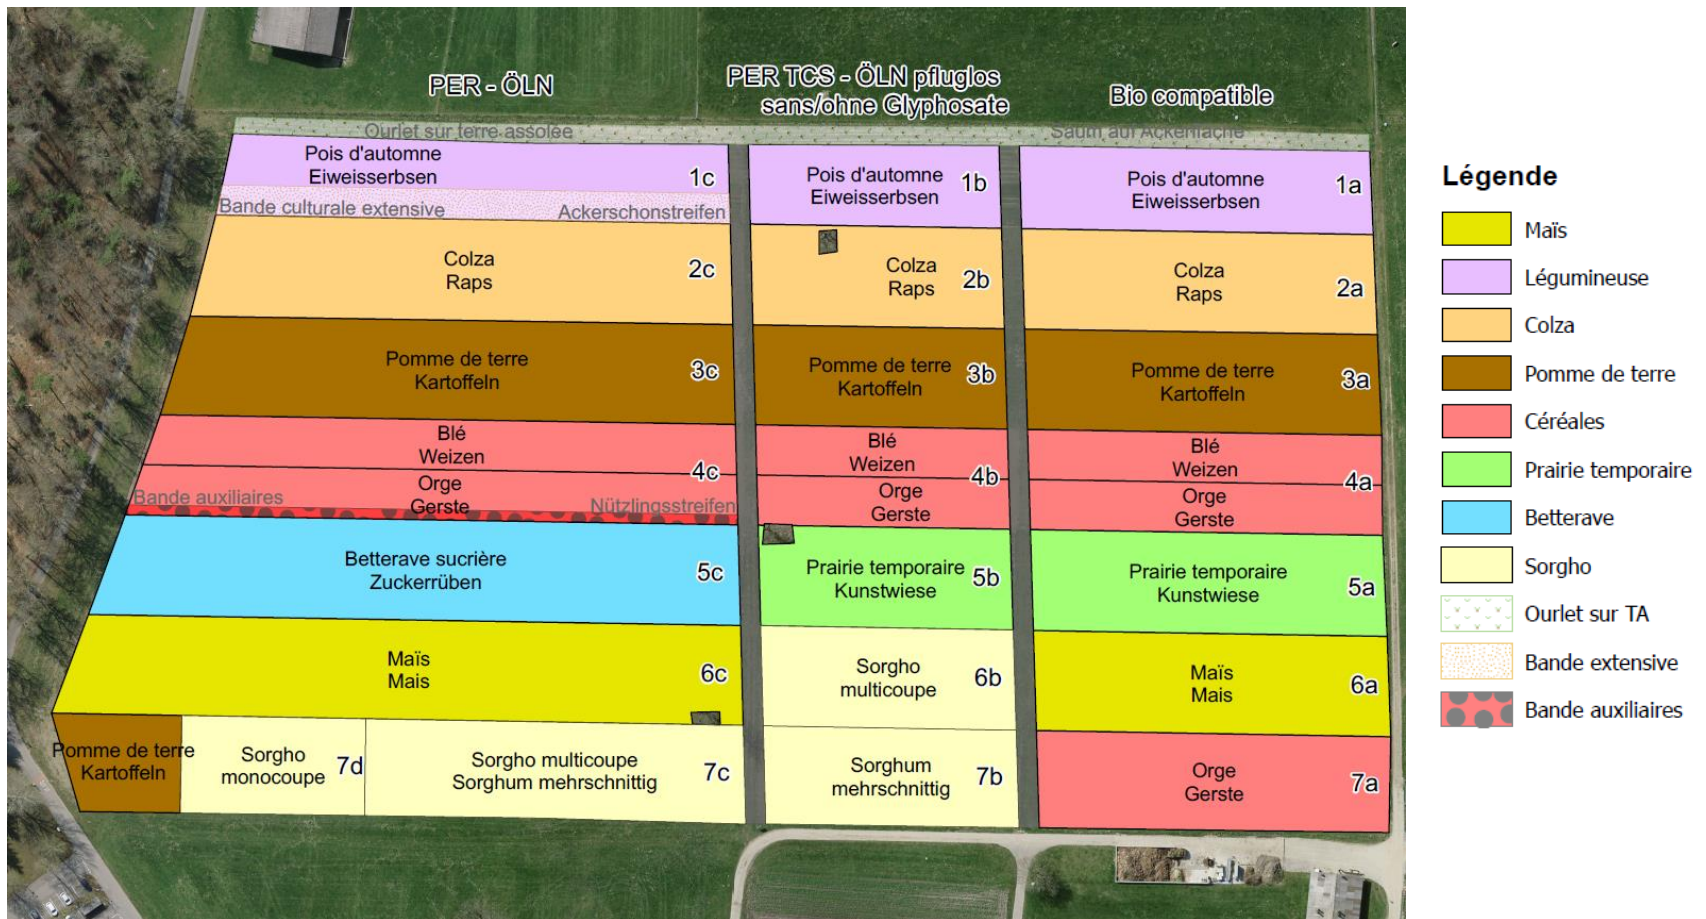 PER - ÖLN
PER TCS - ÖLN pfluglos
sans/ohne Glyphosate
Bio compatible
Ourlet sur terre assolée
Saum auf Ackerfläche
Pois d'automne
Eiweisserbsen
1c
Bande culturale extensive
Ackerschonstreifen
Pois d'automne
Eiweisserbsen
1b
Pois d'automne
Eiweisserbsen
1a
Colza
Raps
2c
Colza
Raps
2b
Colza
Raps
2a
Pomme de terre
Kartoffeln
3c
Pomme de terre
Kartoffeln
3b
Pomme de terre
Kartoffeln
3a
Blé
Weizen
4c
Orge
Gerste
Bande auxiliaires
Nützlingsstreifen
Blé
Weizen
4b
Orge
Gerste
Blé
Weizen
4a
Orge
Gerste
Betterave sucrière
Zuckerrüben
5c
Prairie temporaire
Kunstwiese
5b
Prairie temporaire
Kunstwiese
5a
Maïs
Mais
6c
Sorgho
multicoupe
6b
Maïs
Mais
6a
Pomme de terre
Kartoffeln
Sorgho
monocoupe
7d
Sorgho multicoupe
Sorghum mehrschnittig
7c
Sorghum
mehrschnittig
7b
Orge
Gerste
7a
Légende
Maïs
Légumineuse
Colza
Pomme de terre
Céréales
Prairie temporaire
Betterave
Sorgho
Ourlet sur TA
Bande extensive
Bande auxiliaires